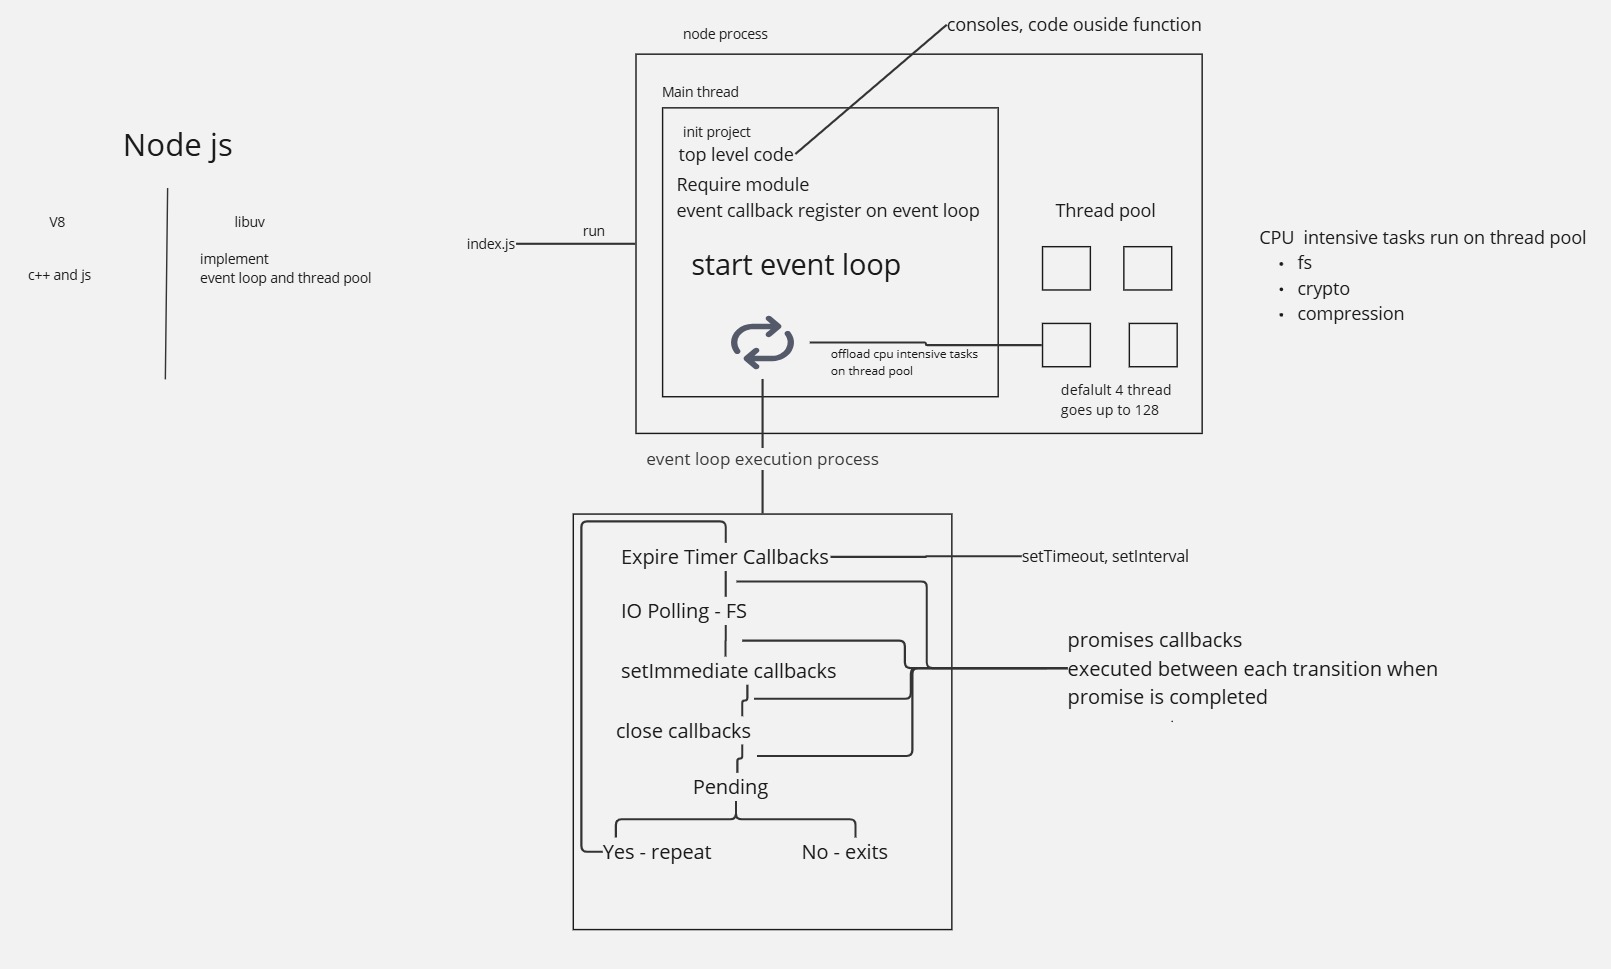 Node js
V8
libuv
c++ and js
implement
event loop and thread pool
index.js
run
node process
consoles, code ouside function
Main thread
init project
top level code
Require module
event callback register on event loop
start event loop
offload cpu intensive tasks
on thread pool
Thread pool
defalult 4 thread
goes up to 128
CPU  intensive tasks run on thread pool
• fs
• crypto
• compression
event loop execution process
Expire Timer Callbacks
setTimeout, setInterval
IO Polling - FS
setImmediate callbacks
close callbacks
promises callbacks
executed between each transition when
promise is completed
.
Pending
Yes - repeat
No - exits